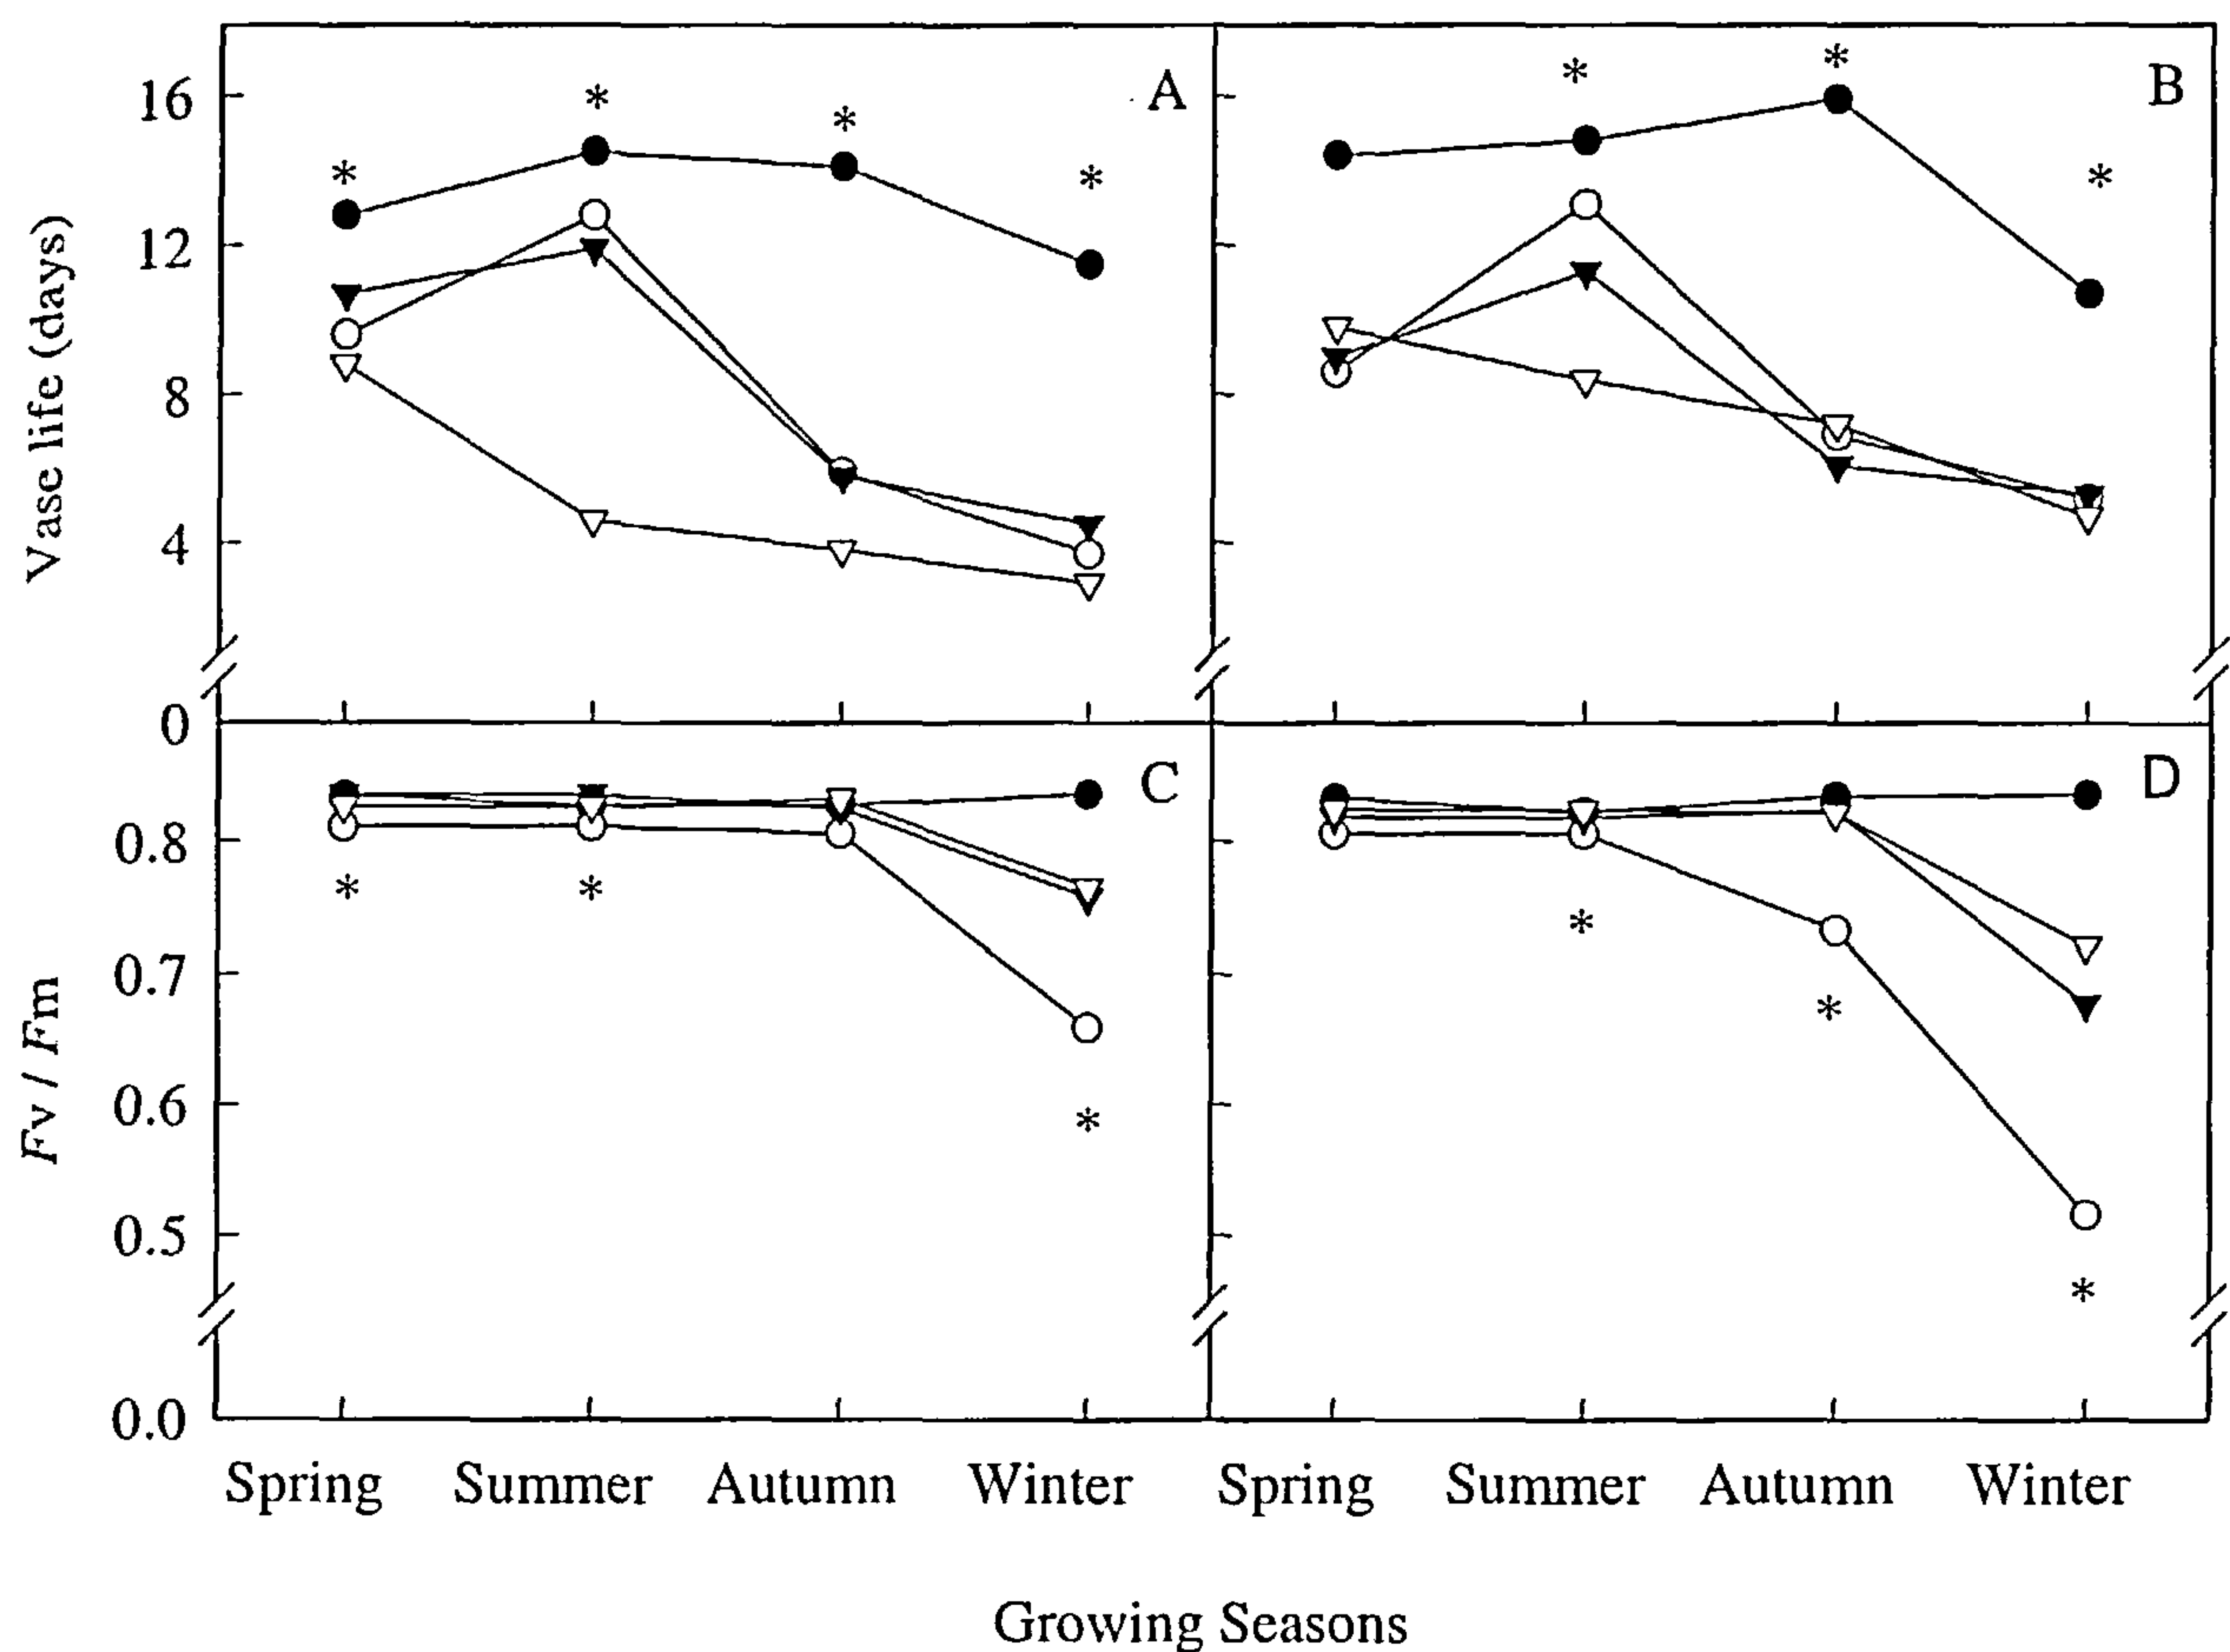 Vase life (days)
16
12
8
4
0
A
*
*
*
*
B
*
*
*
Fv / Fm
0.8
0.7
0.6
0.5
0.0
C
*
*
*
D
*
*
*
Spring Summer Autumn Winter Spring Summer Autumn Winter
Growing Seasons